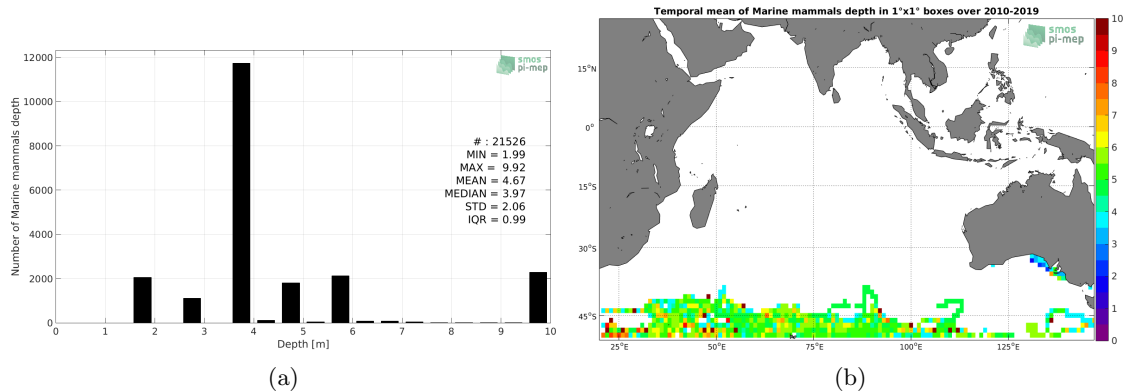 12000
10000
8000
6000
4000
2000
0
Number of Marine mammals depth
0 1 2 3 4 5 6 7 8 9 10
Depth [m]
smos
pi-mep
# : 21526
MIN = 1.99
MAX = 9.92
MEAN = 4.67
MEDIAN = 3.97
STD = 2.06
IQR = 0.99
(a)
Temporal mean of Marine mammals depth in 1°x1° boxes over 2010-2019
smos
pi-mep
15°N
0°
15°S
30°S
45°S
25°E 50°E 75°E 100°E 125°E
10
9
8
7
6
5
4
3
2
1
0
(b)